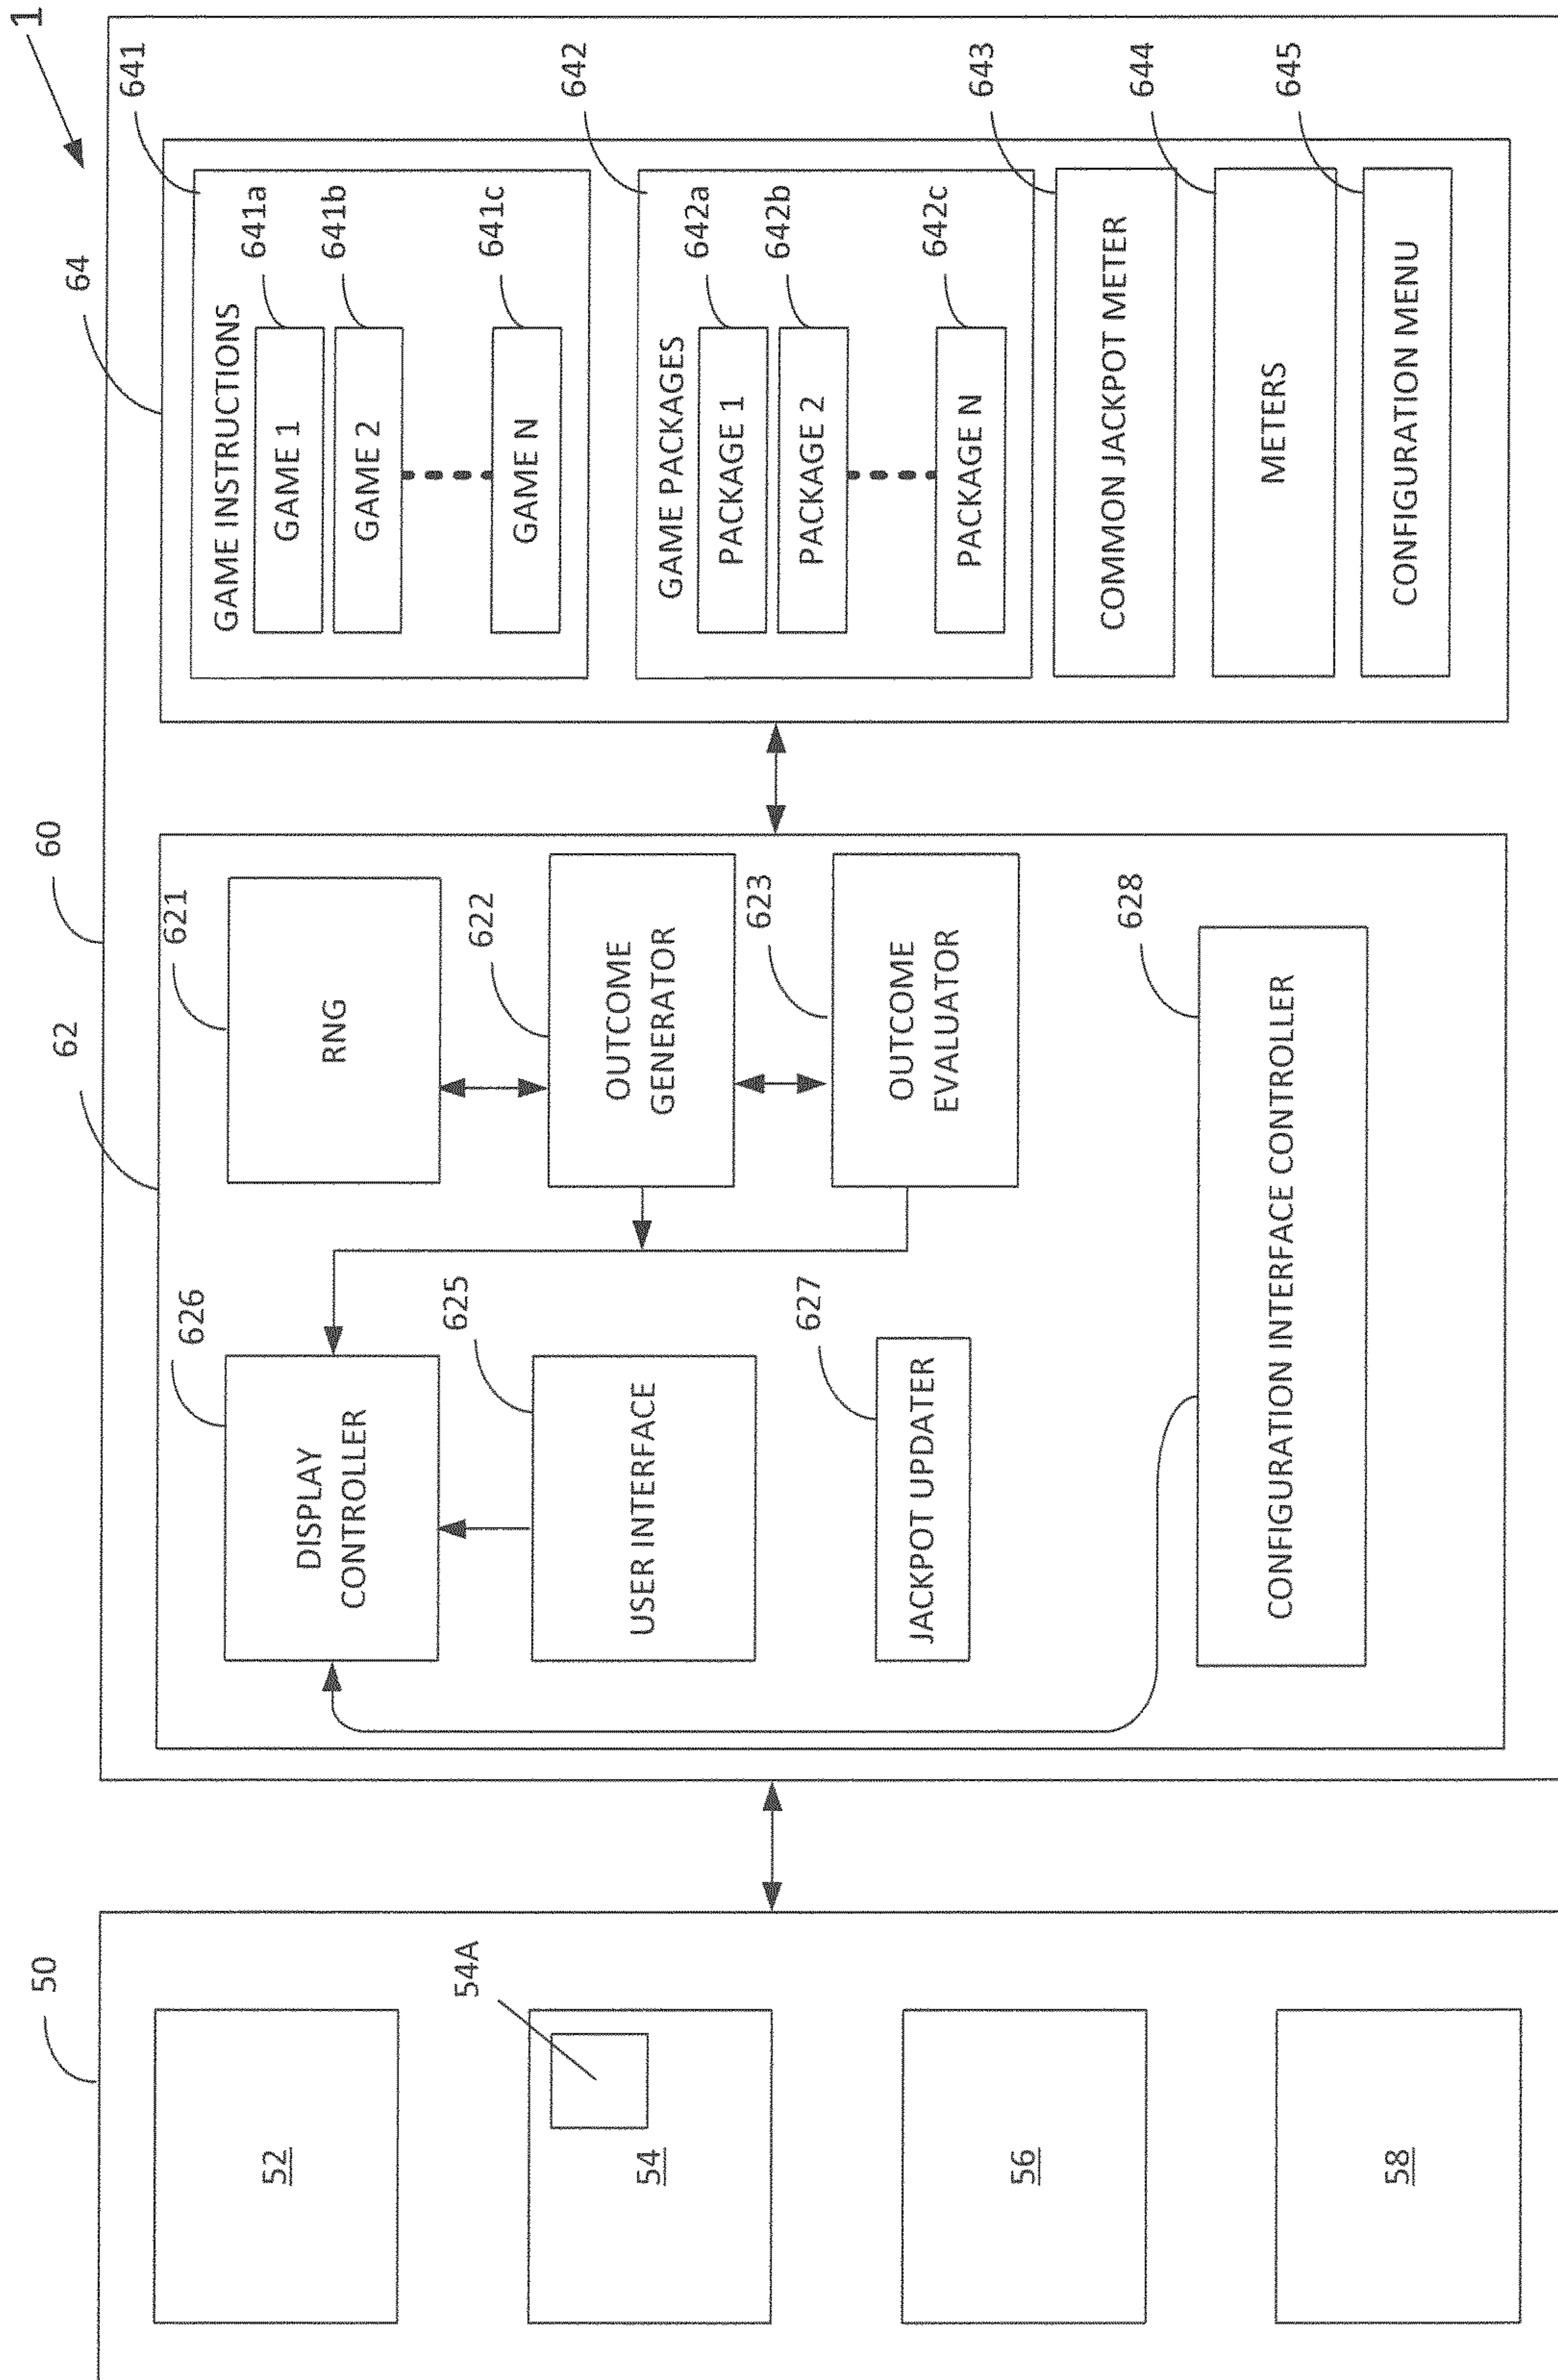 1
50
52
54
54A
56
58
60
62
626
DISPLAY
CONTROLLER
625
USER INTERFACE
627
JACKPOT UPDATER
621
RNG
622
OUTCOME
GENERATOR
623
OUTCOME
EVALUATOR
628
CONFIGURATION INTERFACE CONTROLLER
64
641
GAME INSTRUCTIONS
641a
GAME 1
641b
GAME 2
641c
GAME N
642
GAME PACKAGES
642a
PACKAGE 1
642b
PACKAGE 2
642c
PACKAGE N
643
COMMON JACKPOT METER
644
METERS
645
CONFIGURATION MENU